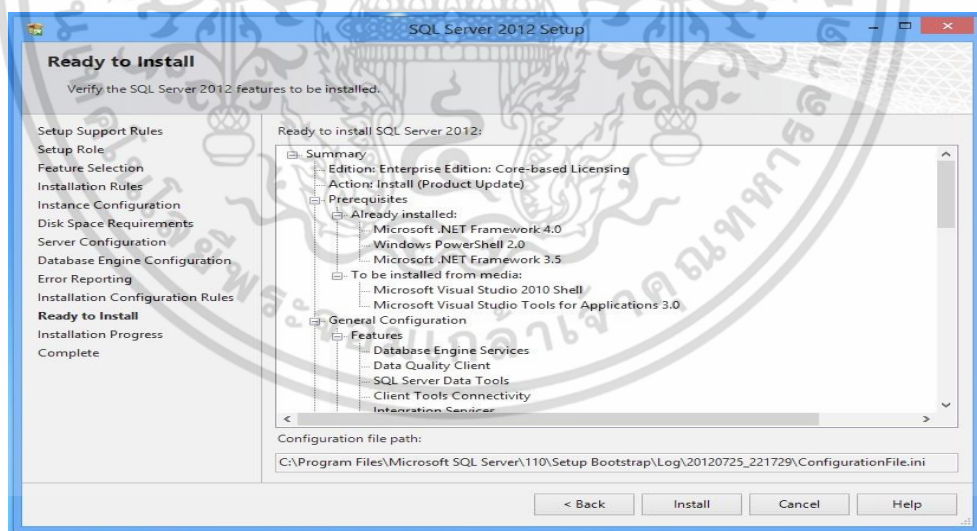 SQL Server 2012 Setup
Ready to Install
Verify the SQL Server 2012 features to be installed.
Setup Support Rules
Setup Role
Feature Selection
Installation Rules
Instance Configuration
Disk Space Requirements
Server Configuration
Database Engine Configuration
Error Reporting
Installation Configuration Rules
Ready to Install
Installation Progress
Complete
Ready to install SQL Server 2012:
Summary
Edition: Enterprise Edition: Core-based Licensing
Action: Install (Product Update)
Prerequisites
Already installed:
Microsoft .NET Framework 4.0
Windows PowerShell 2.0
Microsoft .NET Framework 3.5
To be installed from media:
Microsoft Visual Studio 2010 Shell
Microsoft Visual Studio Tools for Applications 3.0
General Configuration
Features
Database Engine Services
Data Quality Client
SQL Server Data Tools
Client Tools Connectivity
Integration Services
Configuration file path:
C:\Program Files\Microsoft SQL Server\110\Setup Bootstrap\Log\20120725_221729\ConfigurationFile.ini
< Back
Install
Cancel
Help